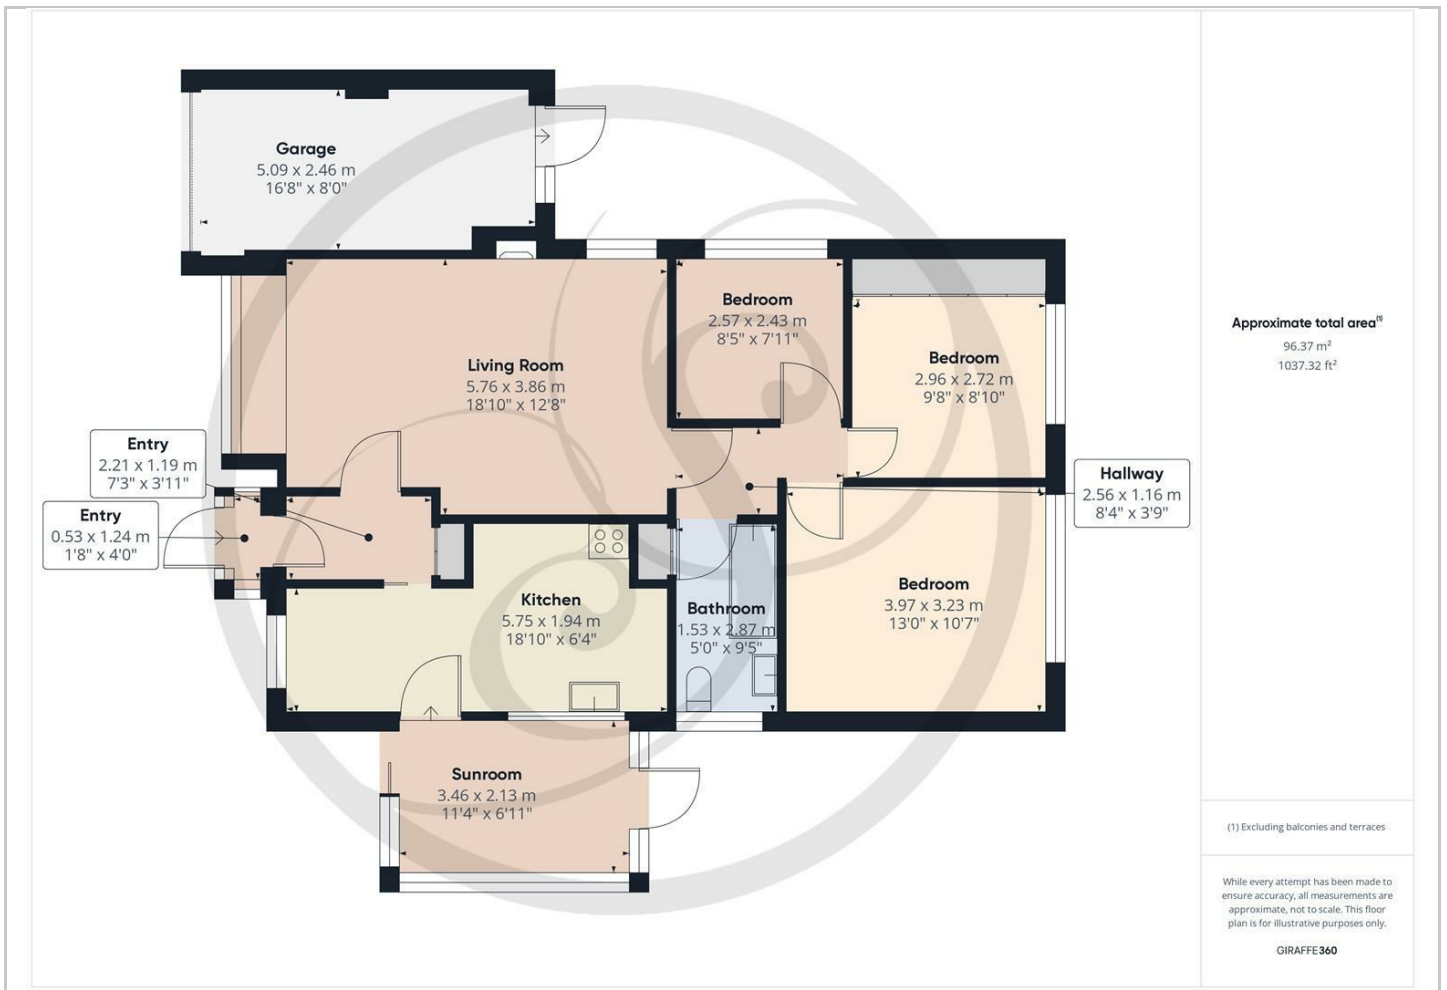 Garage
5.09 x 2.46 m
16'8" x 8'0"
Living Room
5.76 x 3.86 m
18'10" x 12'8"
Bedroom
2.57 x 2.43 m
8'5" x 7'11"
Bedroom
2.96 x 2.72 m
9'8" x 8'10"
Entry
2.21 x 1.19 m
7'3" x 3'11"
Entry
0.53 x 1.24 m
1'8" x 4'0"
Hallway
2.56 x 1.16 m
8'4" x 3'9"
Kitchen
5.75 x 1.94 m
18'10" x 6'4"
Bathroom
1.53 x 2.87 m
5'0" x 9'5"
Bedroom
3.97 x 3.23 m
13'0" x 10'7"
Sunroom
3.46 x 2.13 m
11'4" x 6'11"
Approximate total area⁽¹⁾
96.37 m²
1037.32 ft²
(1) Excluding balconies and terraces
While every attempt has been made to
ensure accuracy, all measurements are
approximate, not to scale. This floor
plan is for illustrative purposes only.
GIRAFFE360